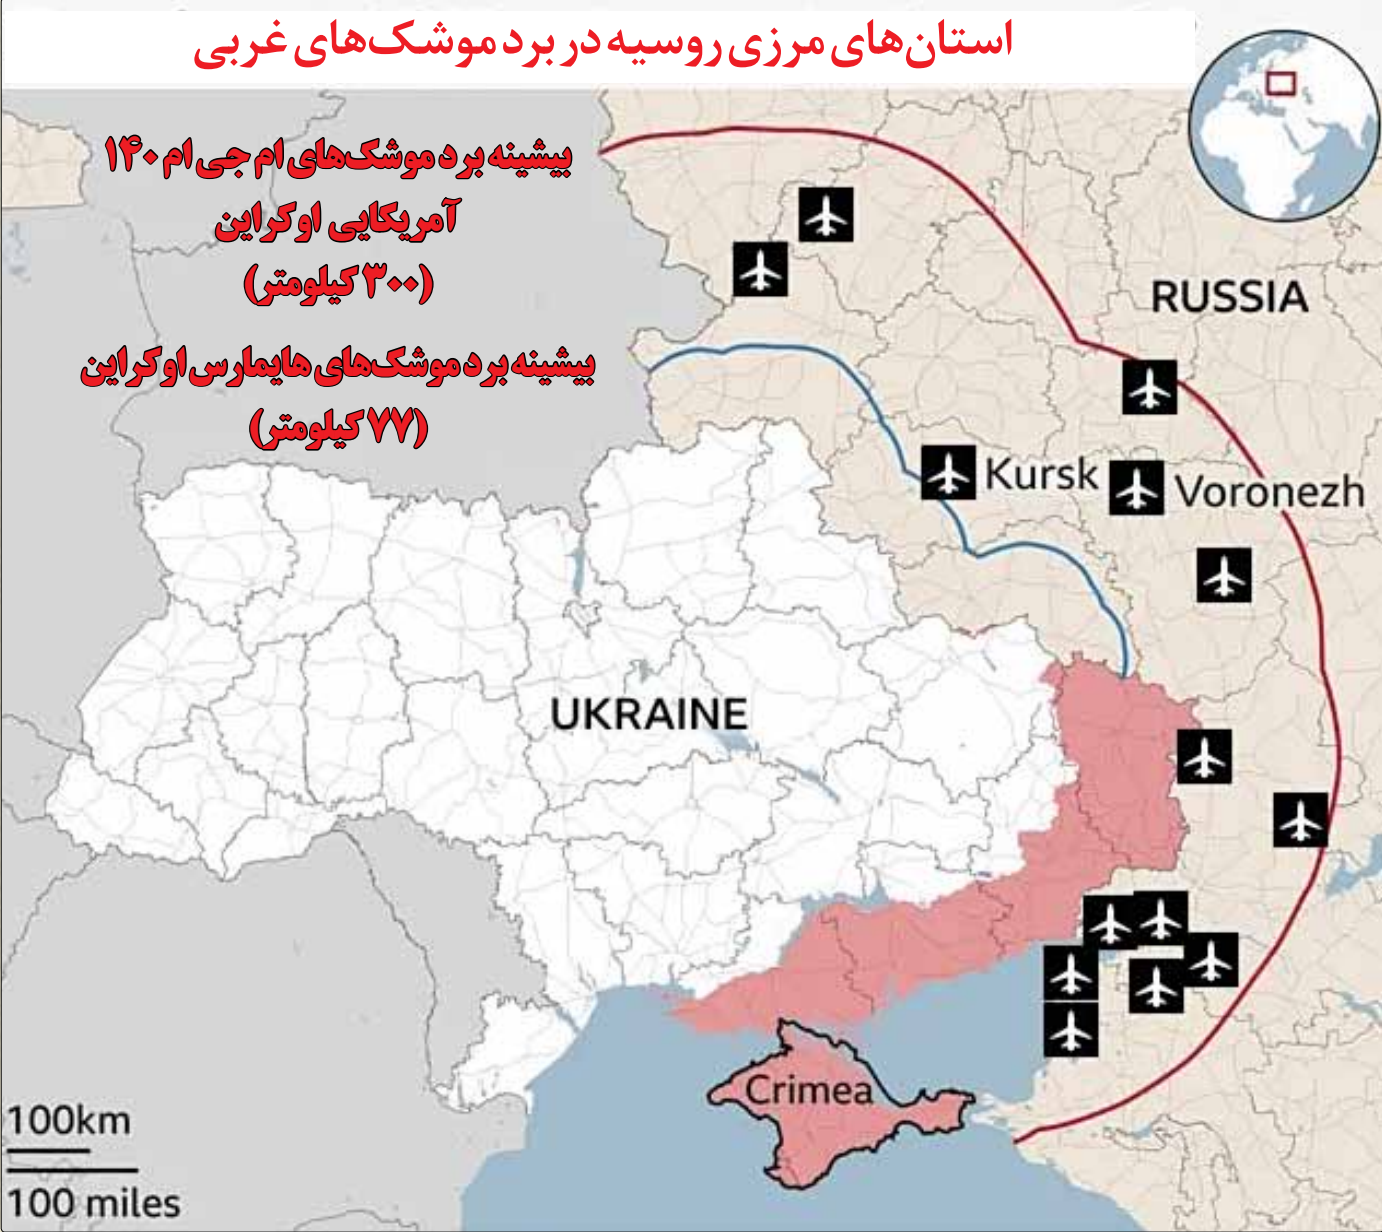 استان‌های مرزی روسیه در برد موشک‌های غربی
بیشینه برد موشک‌های ام جی ام ۱۴۰
آمریکایی اوکراین
(۳۰۰ کیلومتر)
بیشینه برد موشک‌های هایمارس اوکراین
(۷۷ کیلومتر)
RUSSIA
Kursk
Voronezh
UKRAINE
Crimea
100km
100 miles